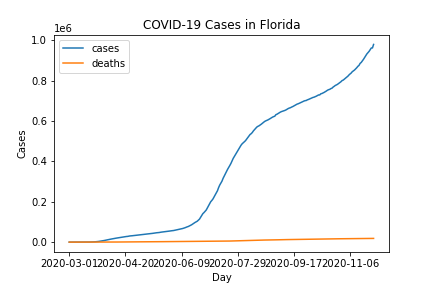 COVID-19 Cases in Florida
1e6
cases
deaths
1.0
0.8
0.6
0.4
0.2
0.0
Cases
2020-03-01 2020-04-20 2020-06-09 2020-07-29 2020-09-17 2020-11-06
Day